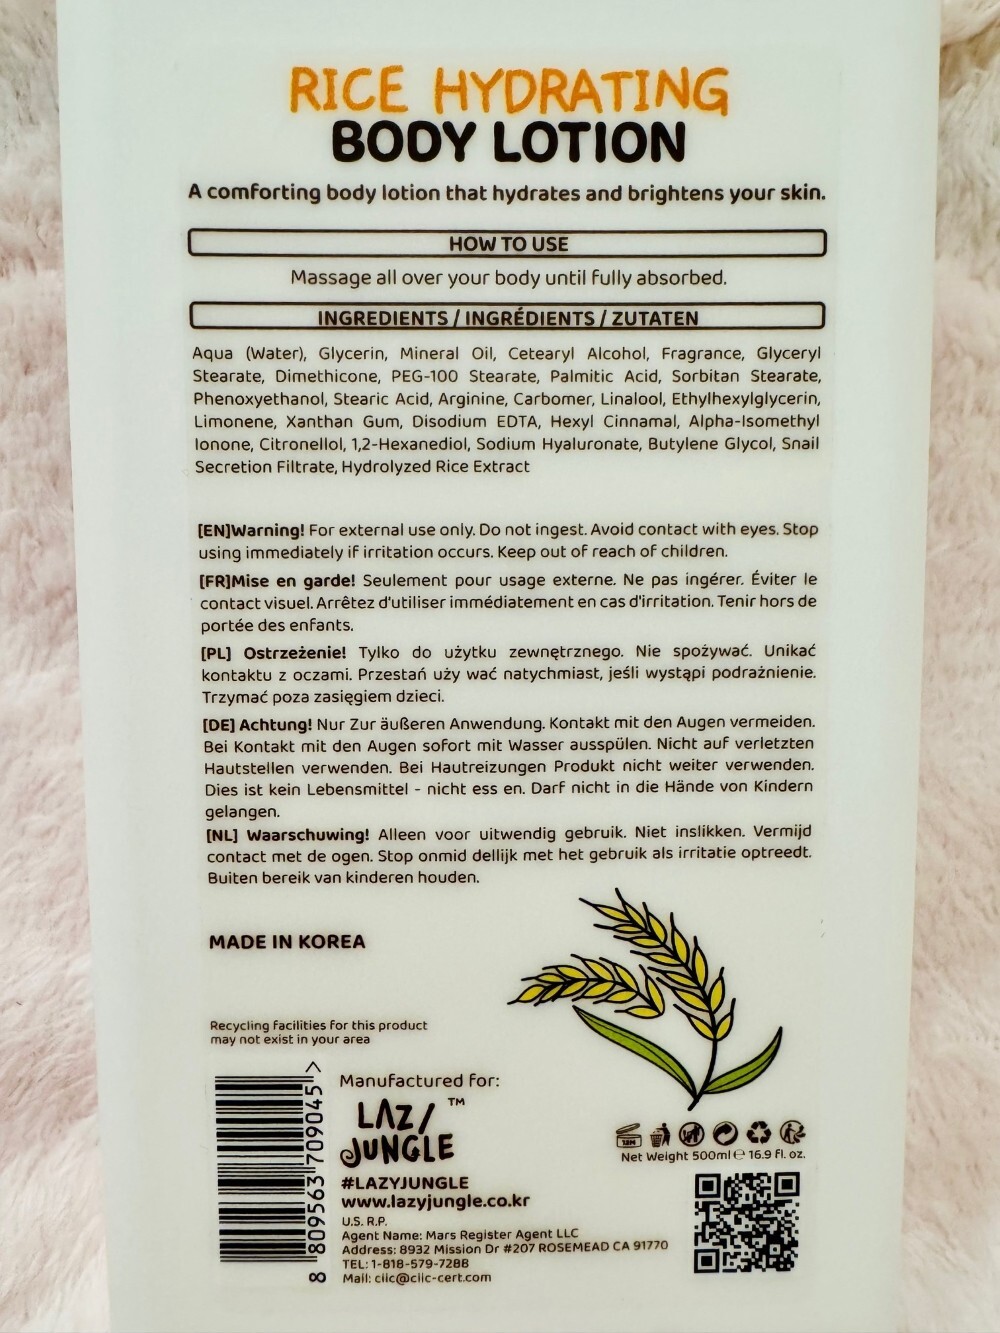 RICE HYDRATING
BODY LOTION
A comforting body lotion that hydrates and brightens your skin.
HOW TO USE
Massage all over your body until fully absorbed.
INGREDIENTS / INGRÉDIENTS / ZUTATEN
Aqua (Water), Glycerin, Mineral Oil, Cetearyl Alcohol, Fragrance, Glyceryl
Stearate, Dimethicone, PEG-100 Stearate, Palmitic Acid, Sorbitan Stearate,
Phenoxyethanol, Stearic Acid, Arginine, Carbomer, Linalool, Ethylhexylglycerin,
Limonene, Xanthan Gum, Disodium EDTA, Hexyl Cinnamal, Alpha-Isomethyl
Ionone, Citronellol, 1,2-Hexanediol, Sodium Hyaluronate, Butylene Glycol, Snail
Secretion Filtrate, Hydrolyzed Rice Extract
[EN]Warning! For external use only. Do not ingest. Avoid contact with eyes. Stop
using immediately if irritation occurs. Keep out of reach of children.
[FR]Mise en garde! Seulement pour usage externe. Ne pas ingérer. Éviter le
contact visuel. Arrêtez d'utiliser immédiatement en cas d'irritation. Tenir hors de
portée des enfants.
[PL] Ostrzeżenie! Tylko do użytku zewnętrznego. Nie spożywać. Unikać
kontaktu z oczami. Przestań uży wać natychmiast, jeśli wystąpi podrażnienie.
Trzymać poza zasięgiem dzieci.
[DE] Achtung! Nur Zur äußeren Anwendung. Kontakt mit den Augen vermeiden.
Bei Kontakt mit den Augen sofort mit Wasser ausspülen. Nicht auf verletzten
Hautstellen verwenden. Bei Hautreizungen Produkt nicht weiter verwenden.
Dies ist kein Lebensmittel - nicht ess en. Darf nicht in die Hände von Kindern
gelangen.
[NL] Waarschuwing! Alleen voor uitwendig gebruik. Niet inslikken. Vermijd
contact met de ogen. Stop onmid dellijk met het gebruik als irritatie optreedt.
Buiten bereik van kinderen houden.
MADE IN KOREA
Recycling facilities for this product
may not exist in your area
8 809563 709045 >
Manufactured for:
LAZ/ ™
JUNGLE
#LAZYJUNGLE
www.lazyjungle.co.kr
U.S. R.P.
Agent Name: Mars Register Agent LLC
Address: 8932 Mission Dr #207 ROSEMEAD CA 91770
TEL: 1-818-579-7288
Mail: ciic@ciic-cert.com
Net Weight 500ml ℮ 16.9 fl. oz.